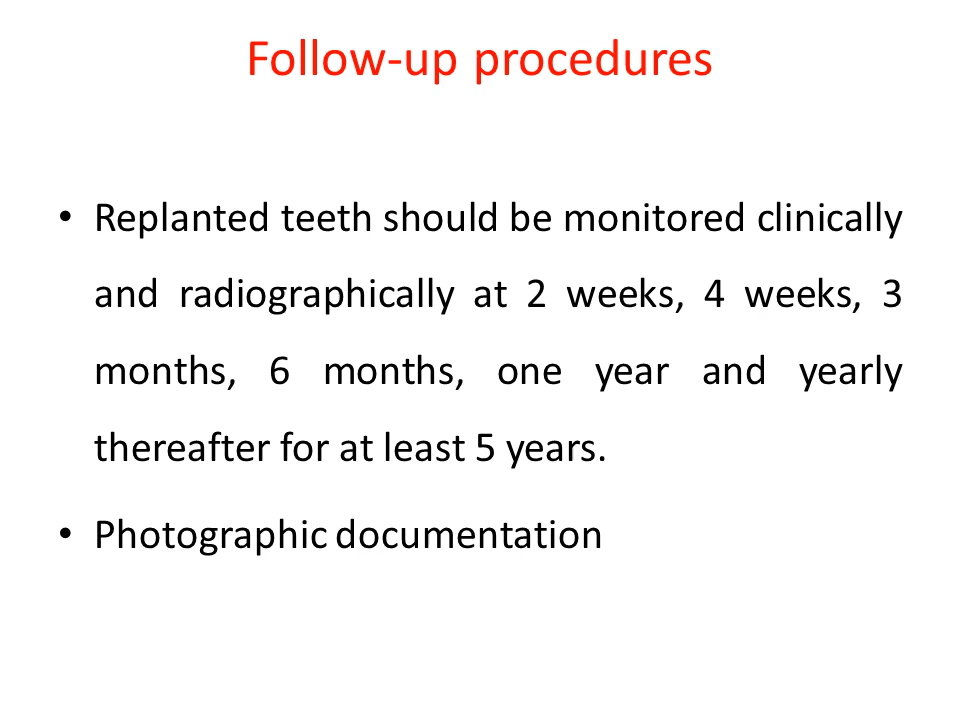 Follow-up procedures
• Replanted teeth should be monitored clinically
and radiographically at 2 weeks, 4 weeks, 3
months, 6 months, one year and yearly
thereafter for at least 5 years.
• Photographic documentation